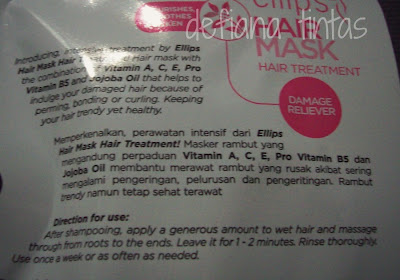 NOURISHES,
ellips
defiana tintas
HAIR
MASK
HAIR TREATMENT
DAMAGE
RELIEVER
Introducing intensive treatment by Ellips
Hair Mask Hair Hair mask with
the combination Vitamin A, C, E, Pro
Vitamin B5 and Jojoba Oil that helps to
indulge your damaged hair because of
perming, bonding or curling. Keeping
your hair trendy yet healthy.
Memperkenalkan, perawatan intensif dari Ellips
Hair Mask Hair Treatment! Masker rambut yang
mengandung perpaduan Vitamin A, C, E, Pro Vitamin B5 dan
Jojoba Oil membantu merawat rambut yang rusak akibat sering
mengalami pengeringan, pelurusan dan pengeritingan. Rambut
trendy namun tetap sehat terawat
Direction for use:
After shampooing, apply a generous amount to wet hair and massage
through from roots to the ends. Leave it for 1 - 2 minutes. Rinse thoroughly.
Use once a week or as often as needed.